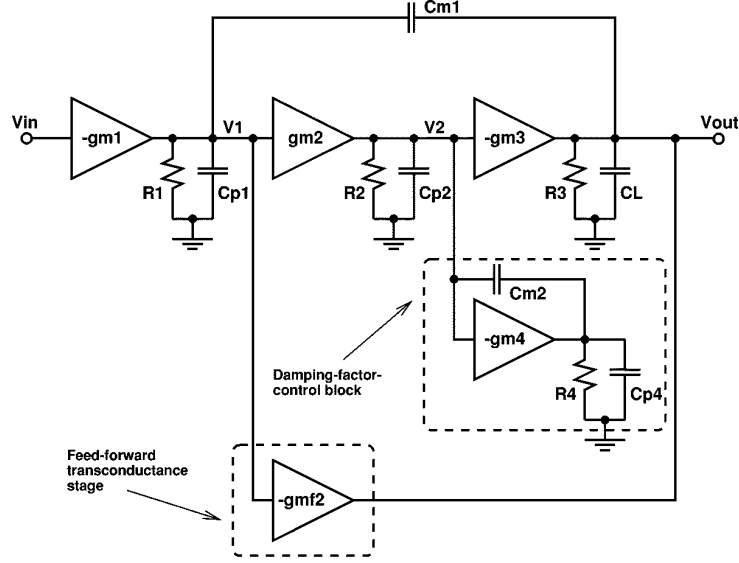 Cm1
Vin
-gm1
V1
gm2
V2
-gm3
Vout
R1
Cp1
R2
Cp2
R3
CL
Cm2
-gm4
R4
Cp4
Damping-factor-
control block
Feed-forward
transconductance
stage
-gmf2